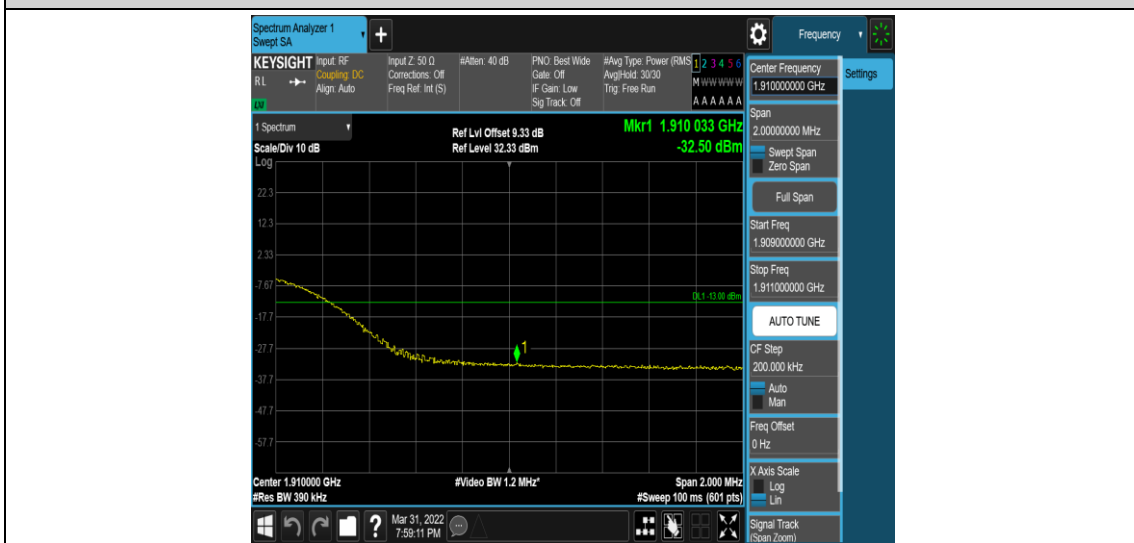 Spectrum Analyzer 1
Swept SA
+
Frequency
KEYSIGHT
RL
LXI
Input: RF
Coupling: DC
Align: Auto
Input Z: 50 Ω
Corrections: Off
Freq Ref: Int (S)
#Atten: 40 dB
PNO: Best Wide
Gate: Off
IF Gain: Low
Sig Track: Off
#Avg Type: Power (RMS
Avg|Hold: 30/30
Trig: Free Run
1 2 3 4 5 6
M W W W W W
A A A A A A
1 Spectrum
Scale/Div 10 dB
Log
Ref Lvl Offset 9.33 dB
Ref Level 32.33 dBm
Mkr1 1.910 033 GHz
-32.50 dBm
22.3
12.3
2.33
-7.67
-17.7
-27.7
-37.7
-47.7
-57.7
DL1 -13.00 dBm
1
Center 1.910000 GHz
#Res BW 390 kHz
#Video BW 1.2 MHz*
Span 2.000 MHz
#Sweep 100 ms (601 pts)
?
Mar 31, 2022
7:59:11 PM
Center Frequency
1.910000000 GHz
Settings
Span
2.00000000 MHz
Swept Span
Zero Span
Full Span
Start Freq
1.909000000 GHz
Stop Freq
1.911000000 GHz
AUTO TUNE
CF Step
200.000 kHz
Auto
Man
Freq Offset
0 Hz
X Axis Scale
Log
Lin
Signal Track
(Span Zoom)